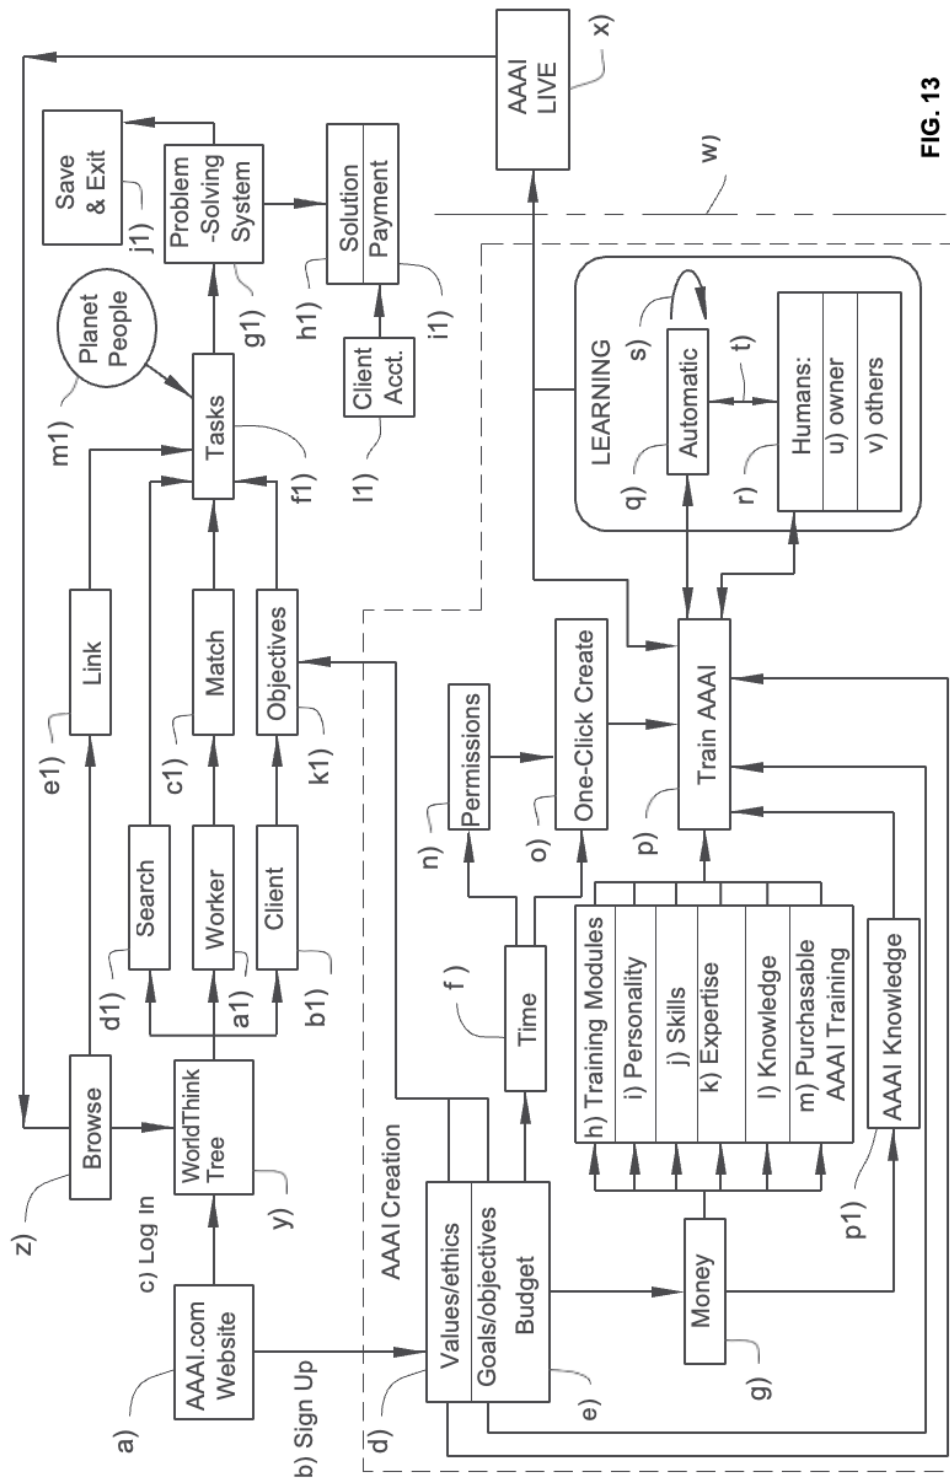 z)
Browse
e1)
Link
m1)
Planet
People
j1)
Save
& Exit
a)
AAAI.com
Website
c) Log In
WorldThink
Tree
y)
d1)
Search
Worker
a1)
Client
b1)
c1)
Match
Objectives
k1)
Tasks
f1)
Problem
-Solving
System
g1)
h1)
Solution
Payment
i1)
Client
Acct.
l1)
AAAI
LIVE
x)
b) Sign Up
AAAI Creation
d)
Values/ethics
Goals/objectives
Budget
e)
f )
Time
n)
Permissions
o)
One-Click Create
Money
g)
h) Training Modules
i) Personality
j) Skills
k) Expertise
l) Knowledge
m) Purchasable
AAAI Training
p1)
AAAI Knowledge
p)
Train AAAI
LEARNING
q)
Automatic
s)
t)
r)
Humans:
u) owner
v) others
w)
FIG. 13